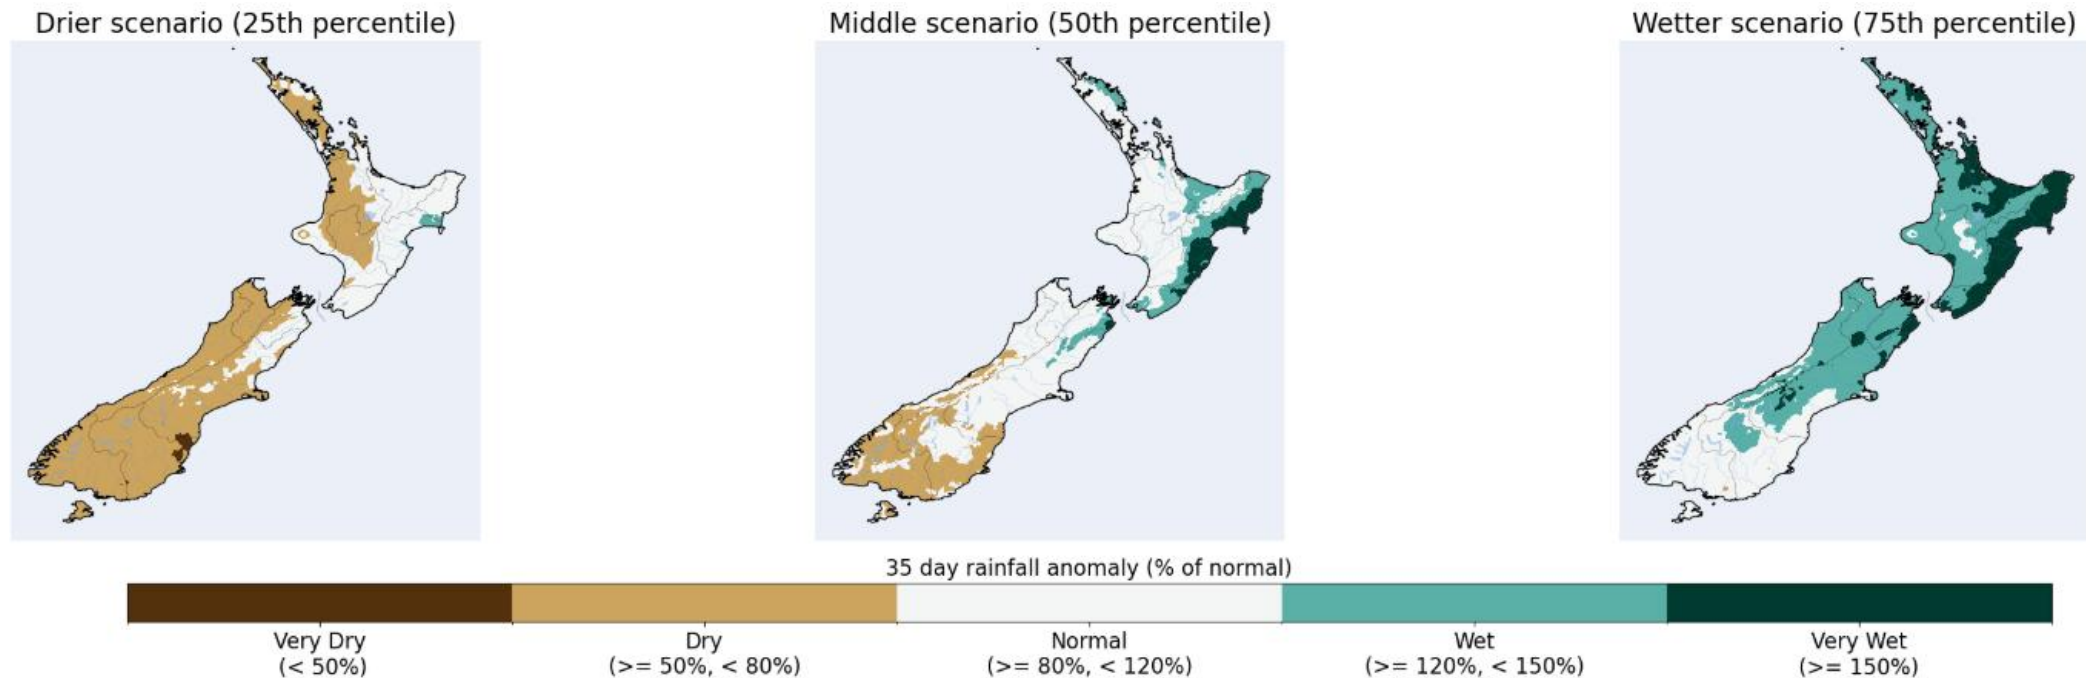 Drier scenario (25th percentile)
Middle scenario (50th percentile)
Wetter scenario (75th percentile)
35 day rainfall anomaly (% of normal)
Very Dry
(< 50%)
Dry
(>= 50%, < 80%)
Normal
(>= 80%, < 120%)
Wet
(>= 120%, < 150%)
Very Wet
(>= 150%)